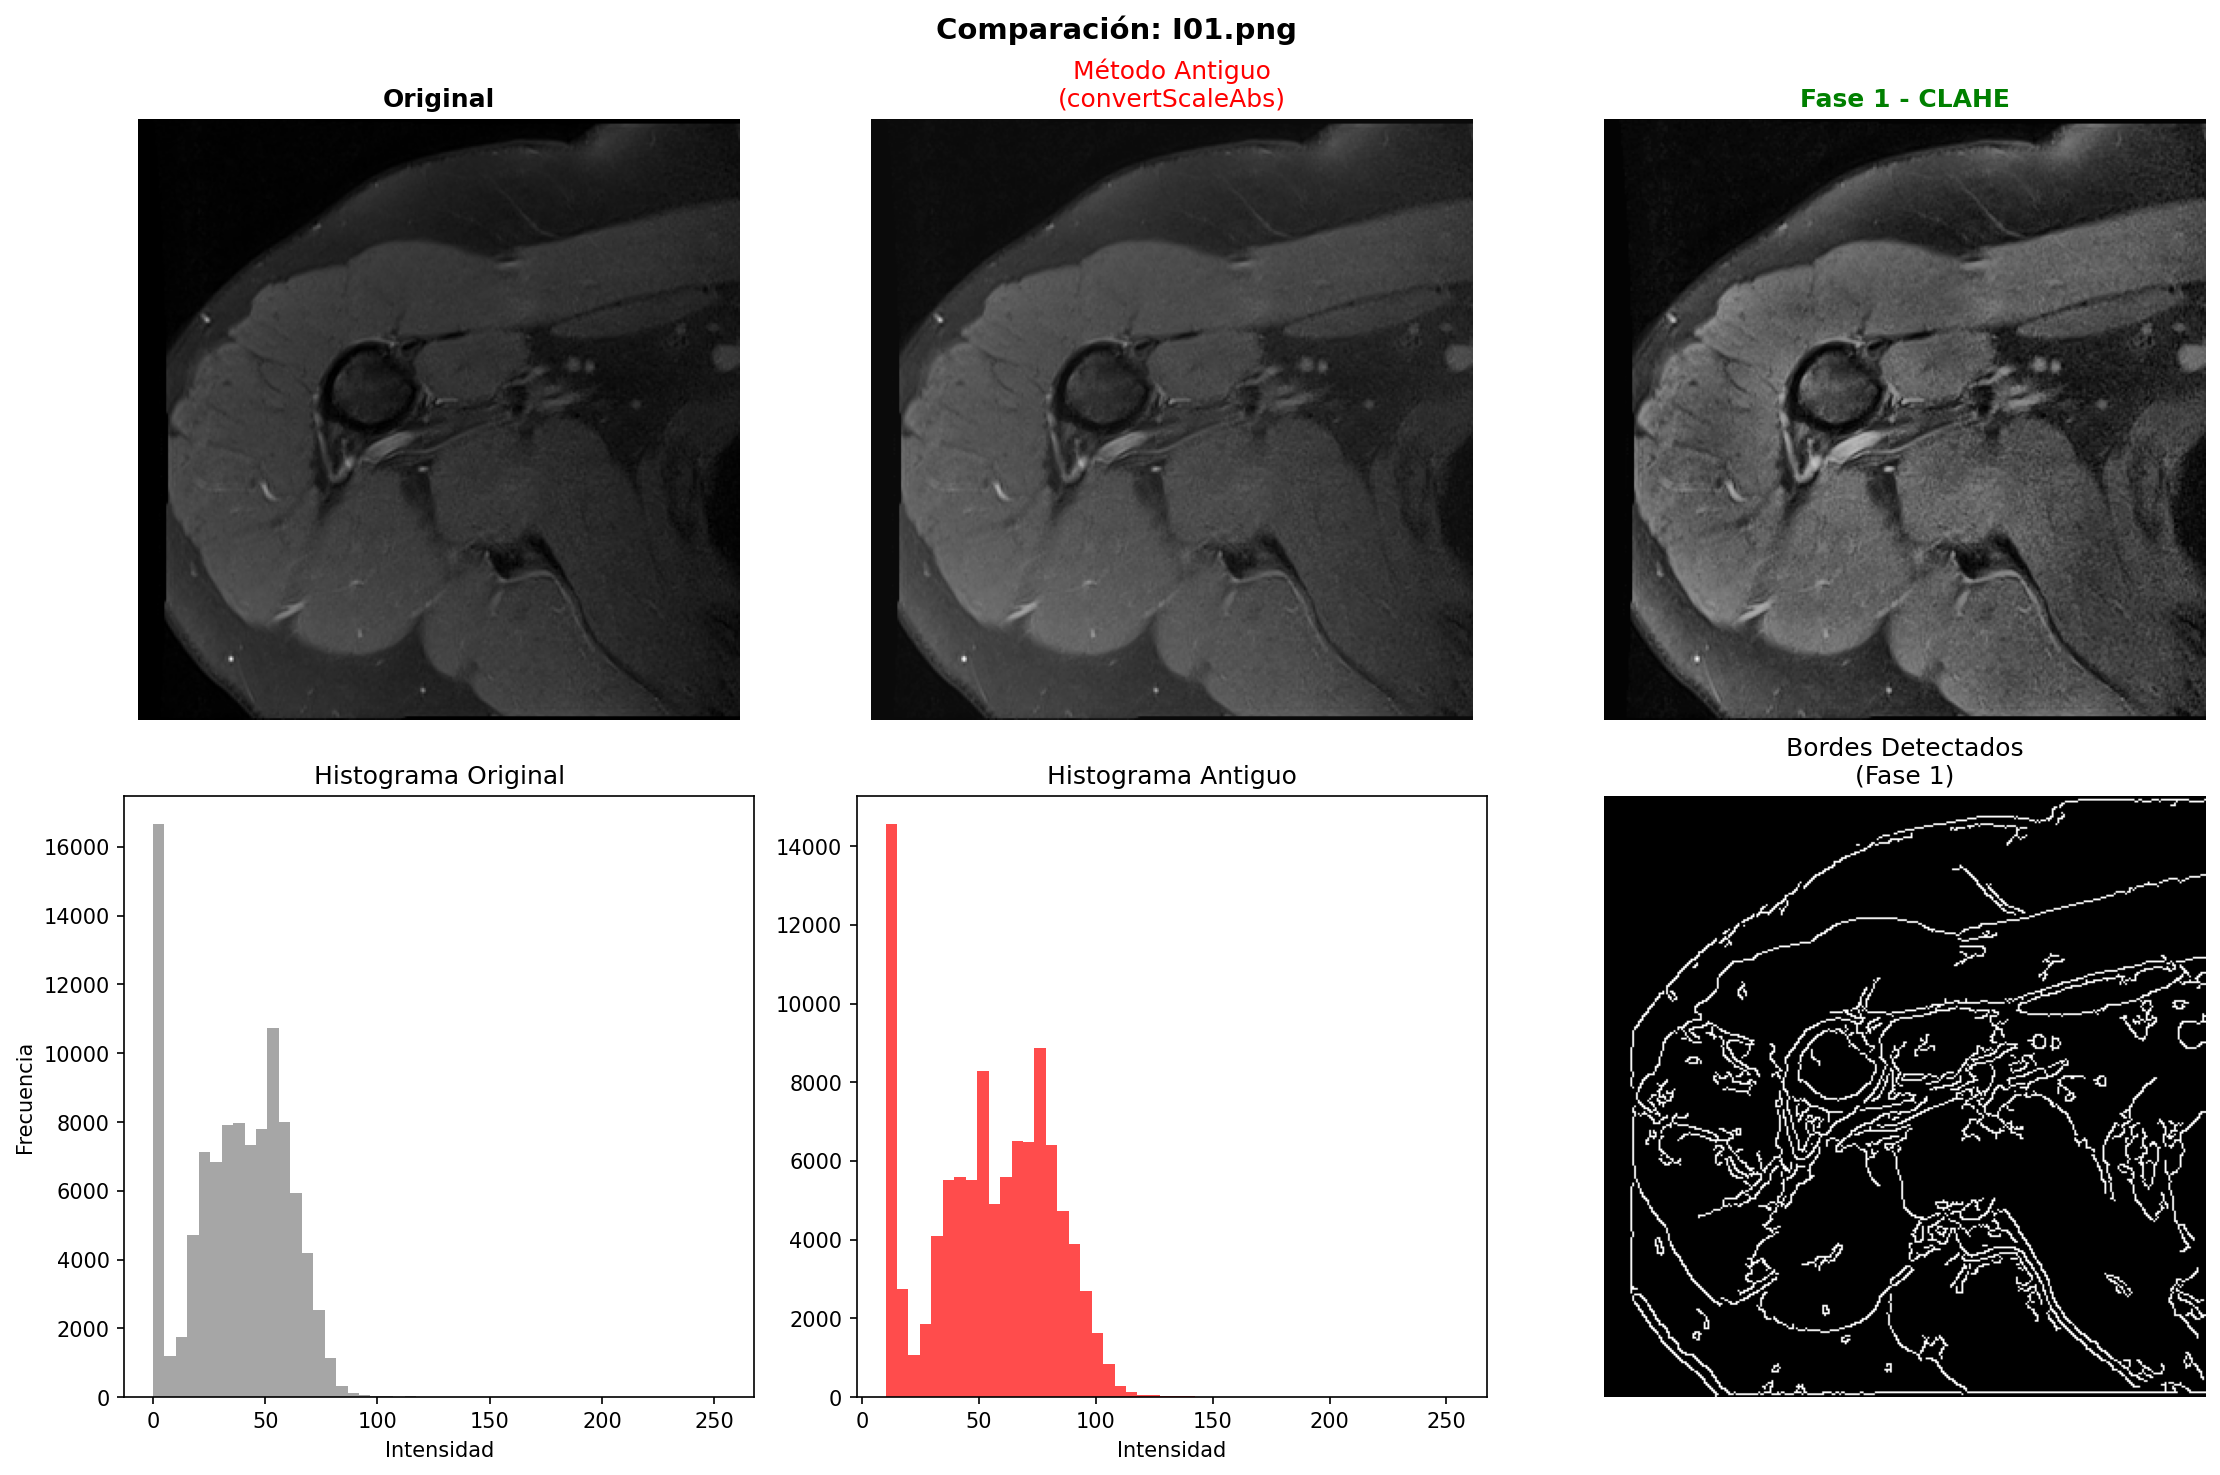 Comparación: I01.png
Original
Método Antiguo
(convertScaleAbs)
Fase 1 - CLAHE
Histograma Original
Frecuencia
16000
14000
12000
10000
8000
6000
4000
2000
0
0 50 100 150 200 250
Intensidad
Histograma Antiguo
14000
12000
10000
8000
6000
4000
2000
0
0 50 100 150 200 250
Intensidad
Bordes Detectados
(Fase 1)